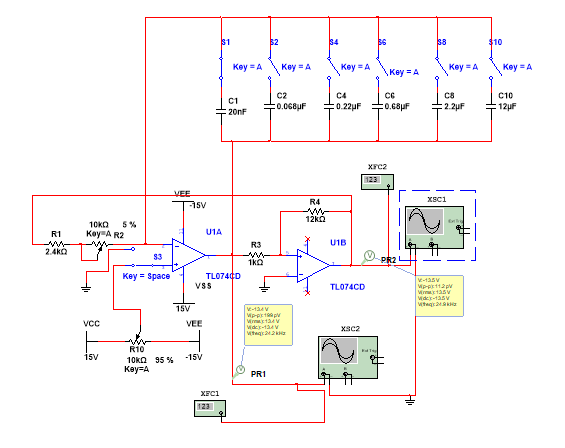 S1
S2
S4
S6
S8
S10
Key = A
Key = A
Key = A
Key = A
Key = A
C1
20nF
C2
0.068µF
C4
0.22µF
C6
0.68µF
C8
2.2µF
C10
12µF
XFC2
123
XSC1
Ext Trig
VEE
-15V
R4
12kΩ
R1
2.4kΩ
10kΩ
Key=A
R2
5 %
U1A
U1B
R3
1kΩ
S3
Key = Space
TL074CD
TL074CD
VSS
15V
PR2
V: -13.5 V
V(p-p): 11.2 pV
V(rms): 13.5 V
V(dc): -13.5 V
V(freq): 24.9 kHz
V: -13.4 V
V(p-p): 199 pV
V(rms): 13.4 V
V(dc): -13.4 V
V(freq): 24.2 kHz
VCC
15V
VEE
-15V
R10
10kΩ
Key=A
95 %
XSC2
Ext Trig
PR1
XFC1
123